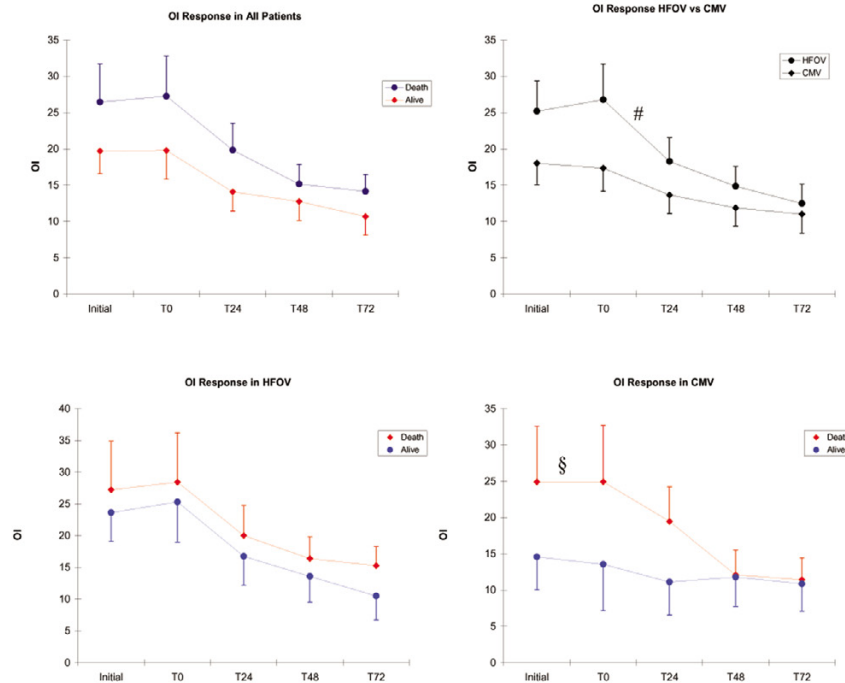 OI Response in All Patients
35
30
25
20
15
10
5
0
OI
Initial T0 T24 T48 T72
Death
Alive
OI Response HFOV vs CMV
35
30
25
20
15
10
5
0
OI
#
Initial T0 T24 T48 T72
HFOV
CMV
OI Response in HFOV
40
35
30
25
20
15
10
5
0
OI
Initial T0 T24 T48 T72
Death
Alive
OI Response in CMV
35
30
25
20
15
10
5
0
OI
§
Initial T0 T24 T48 T72
Death
Alive